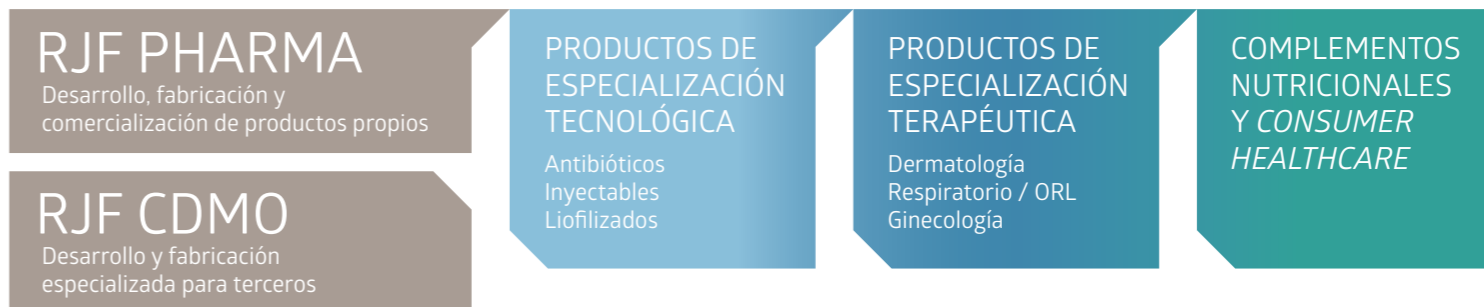 RJF PHARMA
Desarrollo, fabricación y
comercialización de productos propios
RJF CDMO
Desarrollo y fabricación
especializada para terceros
PRODUCTOS DE
ESPECIALIZACIÓN
TECNOLÓGICA
Antibióticos
Inyectables
Liofilizados
PRODUCTOS DE
ESPECIALIZACIÓN
TERAPÉUTICA
Dermatología
Respiratorio / ORL
Ginecología
COMPLEMENTOS
NUTRICIONALES
Y CONSUMER
HEALTHCARE